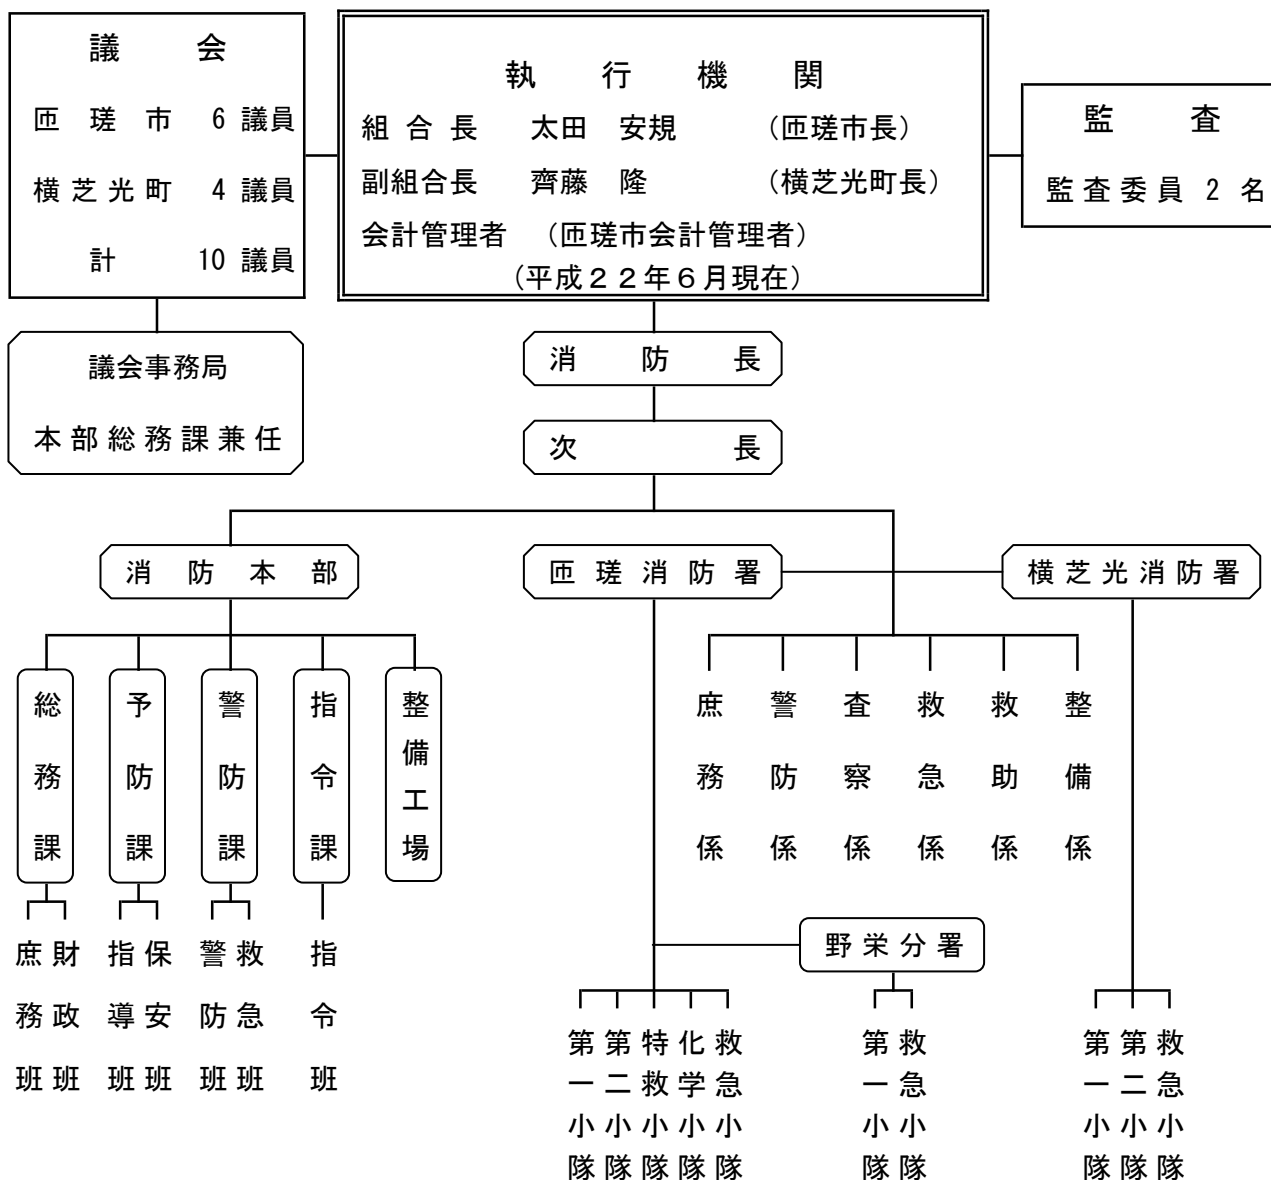 議会
匝瑳市 6 議員
横芝光町 4 議員
計 10 議員
執行機関
組合長 太田 安規 （匝瑳市長）
副組合長 齊藤 隆 （横芝光町長）
会計管理者 （匝瑳市会計管理者）
（平成２２年６月現在）
監査
監査委員 2 名
議会事務局
本部総務課兼任
消防長
次長
消防本部
匝瑳消防署
横芝光消防署
総務課
予防課
警防課
指令課
整備工場
庶務係
警防係
査察係
救急係
救助係
整備係
庶務班
財政班
指導班
保安班
警防班
救急班
指令班
野栄分署
第一小隊
第二小隊
特救小隊
化学小隊
救急小隊
第一小隊
救急小隊
第一小隊
第二小隊
救急小隊